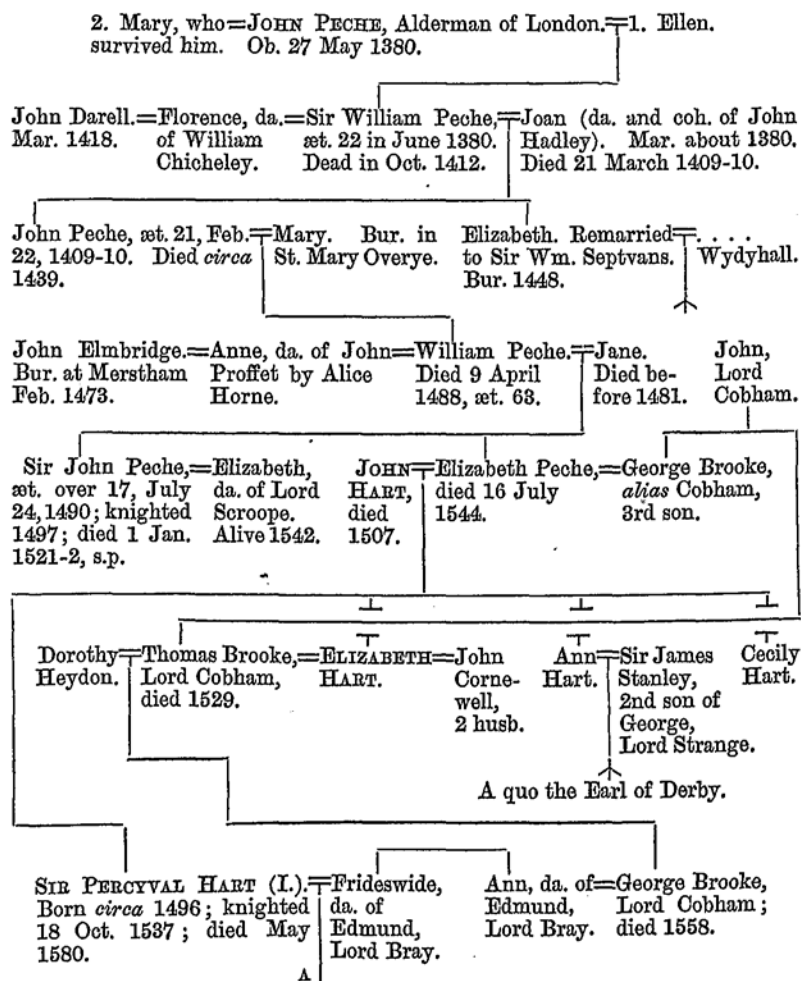 2. Mary, who=JOHN PECHE, Alderman of London.=1. Ellen.
survived him. Ob. 27 May 1380.
John Darell.=Florence, da.=Sir William Peche,=Joan (da. and coh. of John
Mar. 1418. of William æt. 22 in June 1380. Hadley). Mar. about 1380.
Chicheley. Dead in Oct. 1412. Died 21 March 1409-10.
John Peche, æt. 21, Feb.=Mary. Bur. in Elizabeth. Remarried=. . . .
22, 1409-10. Died circa St. Mary Overye. to Sir Wm. Septvans. Wydyhall.
1439. Bur. 1448.
John Elmbridge.=Anne, da. of John=William Peche.=Jane. John,
Bur. at Merstham Proffet by Alice Died 9 April Died be- Lord
Feb. 1473. Horne. 1488, æt. 63. fore 1481. Cobham.
Sir John Peche,=Elizabeth, JOHN=Elizabeth Peche,=George Brooke,
æt. over 17, July da. of Lord HART, died 16 July alias Cobham,
24, 1490; knighted Scroope. died 1544. 3rd son.
1497; died 1 Jan. Alive 1542. 1507.
1521-2, s.p.
Dorothy=Thomas Brooke,=ELIZABETH=John Ann=Sir James Cecily
Heydon. Lord Cobham, HART. Corne- Hart. Stanley, Hart.
died 1529. well, 2nd son of
2 husb. George,
Lord Strange.
A quo the Earl of Derby.
SIR PERCYVAL HART (I.).=Frideswide, Ann, da. of=George Brooke,
Born circa 1496; knighted da. of Edmund, Lord Cobham;
18 Oct. 1537; died May Edmund, Lord Bray. died 1558.
1580. Lord Bray.
A